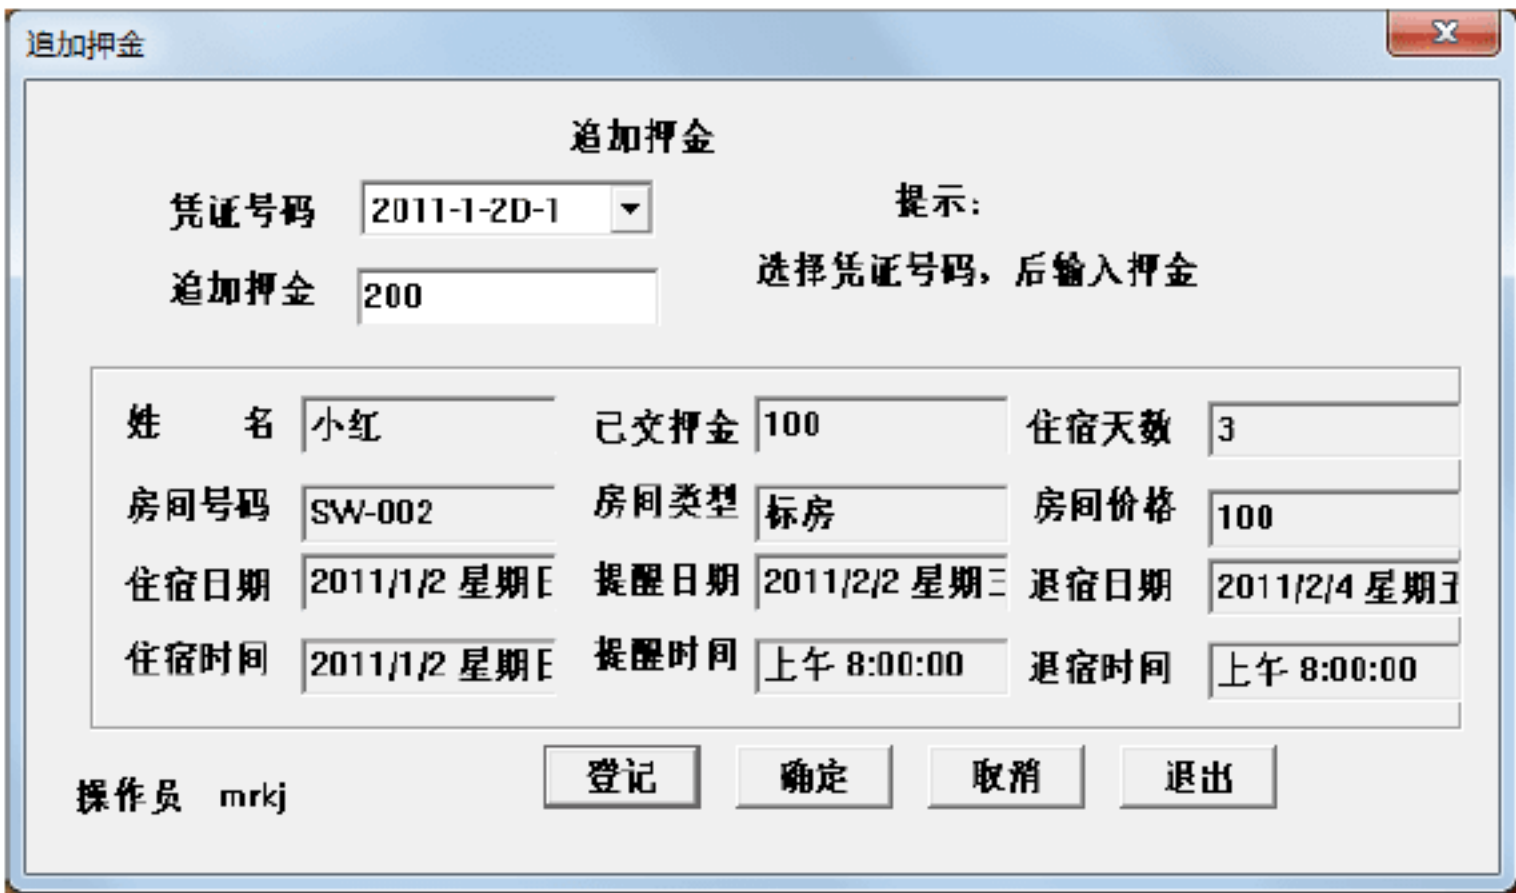 追加押金
追加押金
凭证号码 2011-1-2D-1 提示：
追加押金 200 选择凭证号码，后输入押金
姓 名 小红 已交押金 100 住宿天数 3
房间号码 SW-002 房间类型 标房 房间价格 100
住宿日期 2011/1/2 星期日 提醒日期 2011/2/2 星期三 退宿日期 2011/2/4 星期五
住宿时间 2011/1/2 星期日 提醒时间 上午 8:00:00 退宿时间 上午 8:00:00
登记 确定 取消 退出
操作员 mrkj